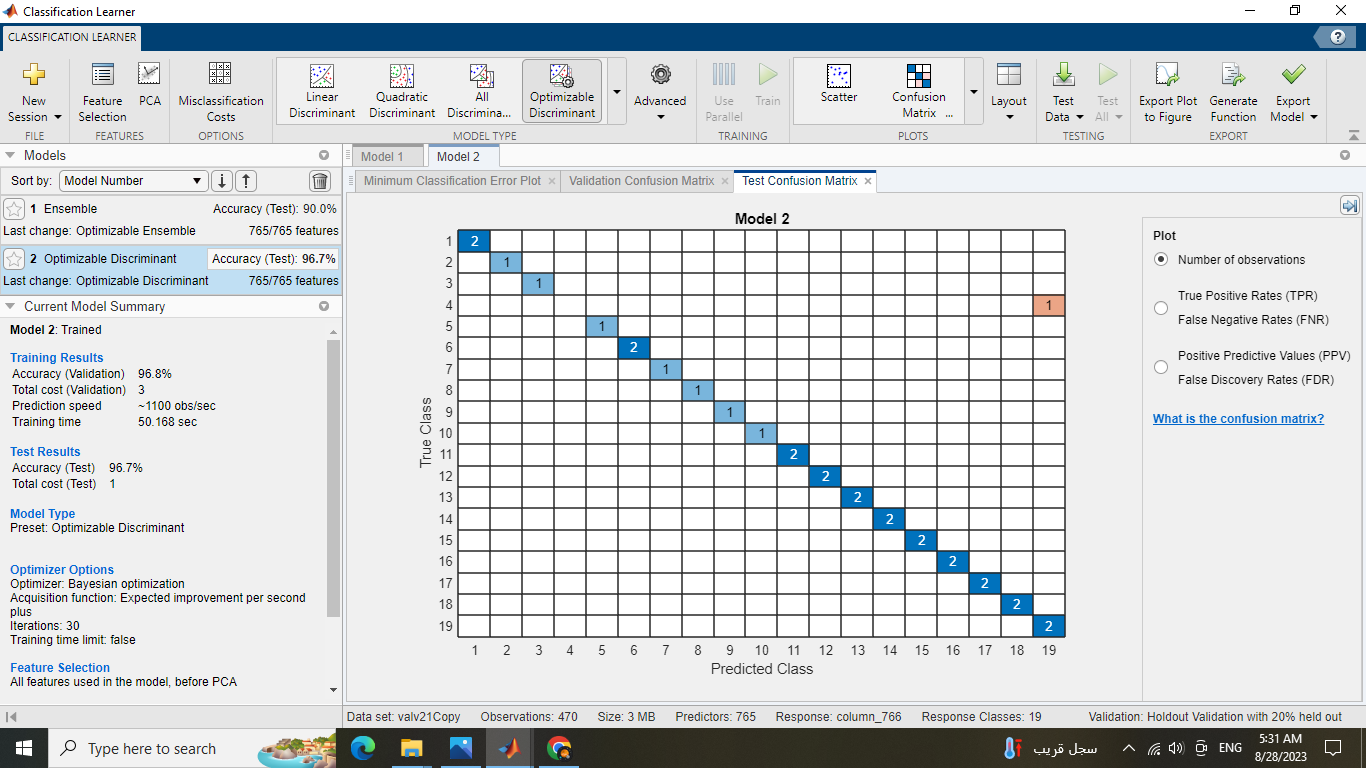 Classification Learner
CLASSIFICATION LEARNER
?
New Session
Feature Selection
PCA
Misclassification Costs
Linear Discriminant
Quadratic Discriminant
All Discrimina...
Optimizable Discriminant
Advanced
Use Parallel
Train
Scatter
Confusion Matrix ...
Layout
Test Data
Test All
Export Plot to Figure
Generate Function
Export Model
FILE
FEATURES
OPTIONS
MODEL TYPE
TRAINING
PLOTS
TESTING
EXPORT
Models
Sort by: Model Number
1 Ensemble Accuracy (Test): 90.0%
Last change: Optimizable Ensemble 765/765 features
2 Optimizable Discriminant Accuracy (Test): 96.7%
Last change: Optimizable Discriminant 765/765 features
Current Model Summary
Model 2: Trained
Training Results
Accuracy (Validation) 96.8%
Total cost (Validation) 3
Prediction speed ~1100 obs/sec
Training time 50.168 sec
Test Results
Accuracy (Test) 96.7%
Total cost (Test) 1
Model Type
Preset: Optimizable Discriminant
Optimizer Options
Optimizer: Bayesian optimization
Acquisition function: Expected improvement per second
plus
Iterations: 30
Training time limit: false
Feature Selection
All features used in the model, before PCA
Model 1 Model 2
Minimum Classification Error Plot Validation Confusion Matrix Test Confusion Matrix
Model 2
True Class
1 2
2 1
3 1
4 1
5 1
6 2
7 1
8 1
9 1
10 1
11 2
12 2
13 2
14 2
15 2
16 2
17 2
18 2
19 2
1 2 3 4 5 6 7 8 9 10 11 12 13 14 15 16 17 18 19
Predicted Class
Plot
Number of observations
True Positive Rates (TPR)
False Negative Rates (FNR)
Positive Predictive Values (PPV)
False Discovery Rates (FDR)
What is the confusion matrix?
Data set: valv21Copy Observations: 470 Size: 3 MB Predictors: 765 Response: column_766 Response Classes: 19 Validation: Holdout Validation with 20% held out
Type here to search
سجل قريب
ENG
5:31 AM
8/28/2023